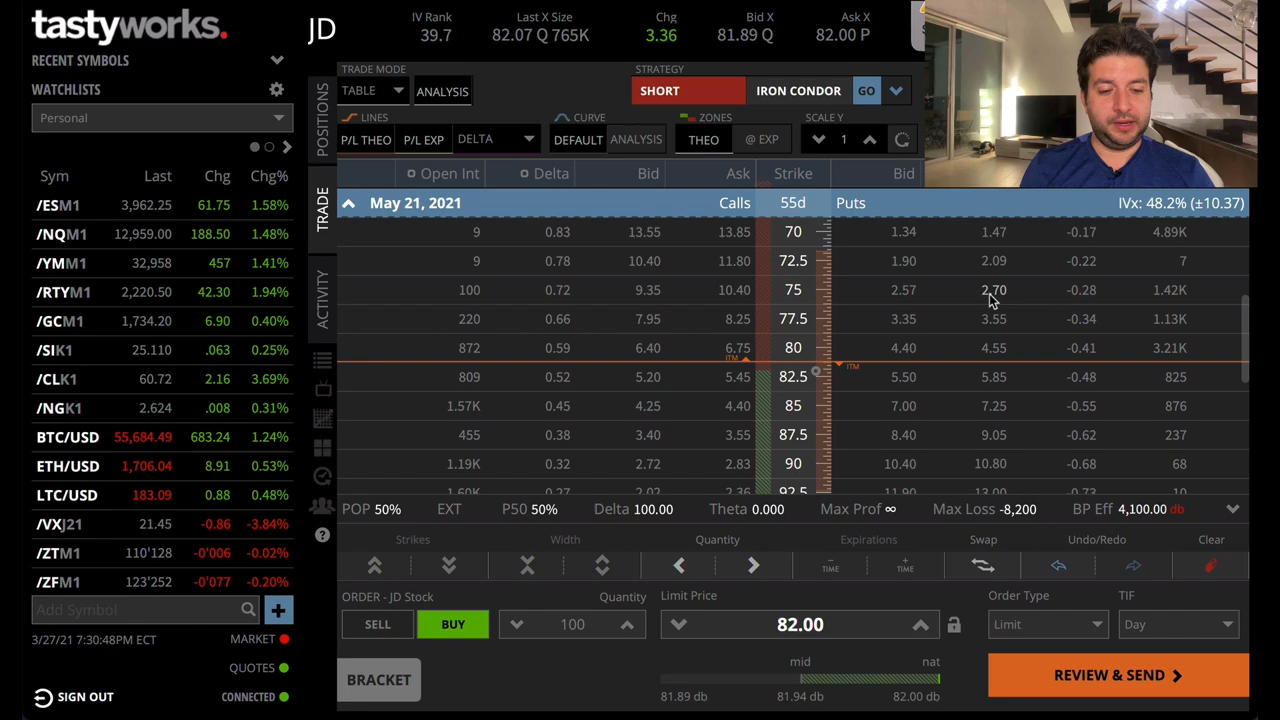 tastyworks.
RECENT SYMBOLS
WATCHLISTS
Personal
Sym Last Chg Chg%
/ESM1 3,962.25 61.75 1.58%
/NQM1 12,959.00 188.50 1.48%
/YMM1 32,958 457 1.41%
/RTYM1 2,220.50 42.30 1.94%
/GCM1 1,734.20 6.90 0.40%
/SIK1 25.110 .063 0.25%
/CLK1 60.72 2.16 3.69%
/NGK1 2.624 .008 0.31%
BTC/USD 55,684.49 683.24 1.24%
ETH/USD 1,706.04 8.91 0.53%
LTC/USD 183.09 0.88 0.48%
/VXJ21 21.45 -0.86 -3.84%
/ZTM1 110'128 -0'006 -0.02%
/ZFM1 123'252 -0'077 -0.20%
Add Symbol
3/27/21 7:30:48PM ECT MARKET
QUOTES
SIGN OUT CONNECTED
POSITIONS
TRADE
ACTIVITY
JD
IV Rank Last X Size Chg Bid X Ask X
39.7 82.07 Q 765K 3.36 81.89 Q 82.00 P
TRADE MODE STRATEGY
TABLE ANALYSIS SHORT IRON CONDOR GO
LINES CURVE ZONES SCALE Y
P/L THEO P/L EXP DELTA DEFAULT ANALYSIS THEO @ EXP 1
Open Int Delta Bid Ask Strike Bid
May 21, 2021 Calls 55d Puts IVx: 48.2% (±10.37)
9 0.83 13.55 13.85 70 1.34 1.47 -0.17 4.89K
9 0.78 10.40 11.80 72.5 1.90 2.09 -0.22 7
100 0.72 9.35 10.40 75 2.57 2.70 -0.28 1.42K
220 0.66 7.95 8.25 77.5 3.35 3.55 -0.34 1.13K
872 0.59 6.40 6.75 80 4.40 4.55 -0.41 3.21K
ITM ITM
809 0.52 5.20 5.45 82.5 5.50 5.85 -0.48 825
1.57K 0.45 4.25 4.40 85 7.00 7.25 -0.55 876
455 0.38 3.40 3.55 87.5 8.40 9.05 -0.62 237
1.19K 0.32 2.72 2.83 90 10.40 10.80 -0.68 68
1.60K 0.27 2.02 2.36 92.5 11.90 13.00 -0.73 10
POP 50% EXT P50 50% Delta 100.00 Theta 0.000 Max Prof ∞ Max Loss -8,200 BP Eff 4,100.00 db
Strikes Width Quantity Expirations Swap Undo/Redo Clear
TIME TIME
ORDER - JD Stock Quantity Limit Price Order Type TIF
SELL BUY 100 82.00 Limit Day
BRACKET mid nat REVIEW & SEND
81.89 db 81.94 db 82.00 db